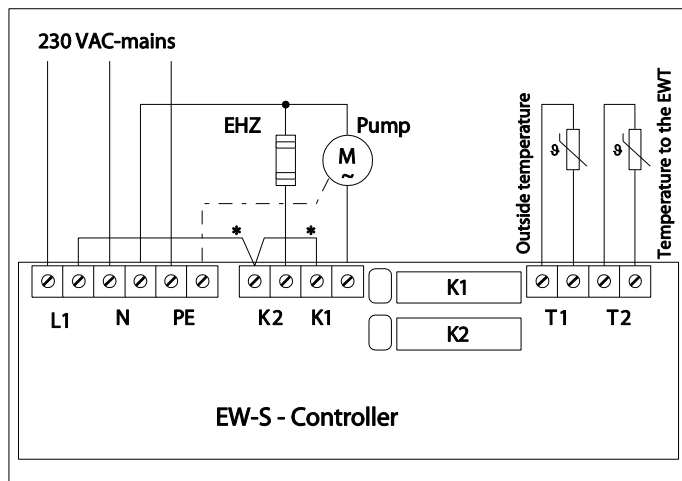 230 VAC-mains
EHZ
Pump
M
~
*
*
Outside temperature
ϑ
ϑ
Temperature to the EWT
L1
N
PE
K2
K1
K1
K2
T1
T2
EW-S - Controller